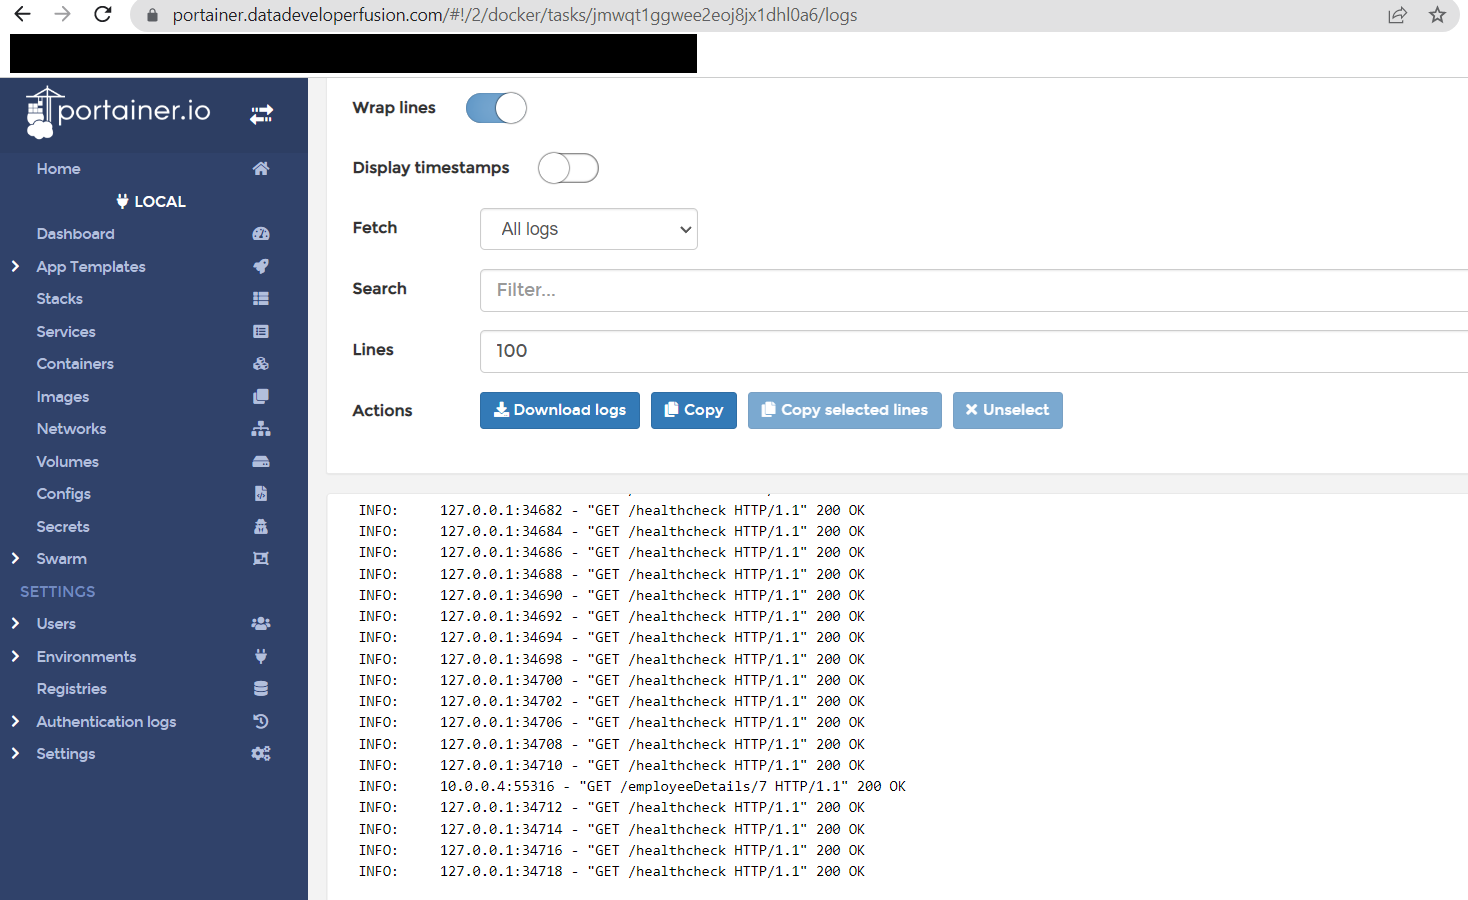 portainer.datadeveloperfusion.com/#!/2/docker/tasks/jmwqt1ggwee2eoj8jx1dhl0a6/logs
portainer.io
Home
LOCAL
Dashboard
App Templates
Stacks
Services
Containers
Images
Networks
Volumes
Configs
Secrets
Swarm
SETTINGS
Users
Environments
Registries
Authentication logs
Settings
Wrap lines
Display timestamps
Fetch All logs
Search Filter...
Lines 100
Actions Download logs Copy Copy selected lines Unselect
INFO: 127.0.0.1:34682 - "GET /healthcheck HTTP/1.1" 200 OK
INFO: 127.0.0.1:34684 - "GET /healthcheck HTTP/1.1" 200 OK
INFO: 127.0.0.1:34686 - "GET /healthcheck HTTP/1.1" 200 OK
INFO: 127.0.0.1:34688 - "GET /healthcheck HTTP/1.1" 200 OK
INFO: 127.0.0.1:34690 - "GET /healthcheck HTTP/1.1" 200 OK
INFO: 127.0.0.1:34692 - "GET /healthcheck HTTP/1.1" 200 OK
INFO: 127.0.0.1:34694 - "GET /healthcheck HTTP/1.1" 200 OK
INFO: 127.0.0.1:34698 - "GET /healthcheck HTTP/1.1" 200 OK
INFO: 127.0.0.1:34700 - "GET /healthcheck HTTP/1.1" 200 OK
INFO: 127.0.0.1:34702 - "GET /healthcheck HTTP/1.1" 200 OK
INFO: 127.0.0.1:34706 - "GET /healthcheck HTTP/1.1" 200 OK
INFO: 127.0.0.1:34708 - "GET /healthcheck HTTP/1.1" 200 OK
INFO: 127.0.0.1:34710 - "GET /healthcheck HTTP/1.1" 200 OK
INFO: 10.0.0.4:55316 - "GET /employeeDetails/7 HTTP/1.1" 200 OK
INFO: 127.0.0.1:34712 - "GET /healthcheck HTTP/1.1" 200 OK
INFO: 127.0.0.1:34714 - "GET /healthcheck HTTP/1.1" 200 OK
INFO: 127.0.0.1:34716 - "GET /healthcheck HTTP/1.1" 200 OK
INFO: 127.0.0.1:34718 - "GET /healthcheck HTTP/1.1" 200 OK